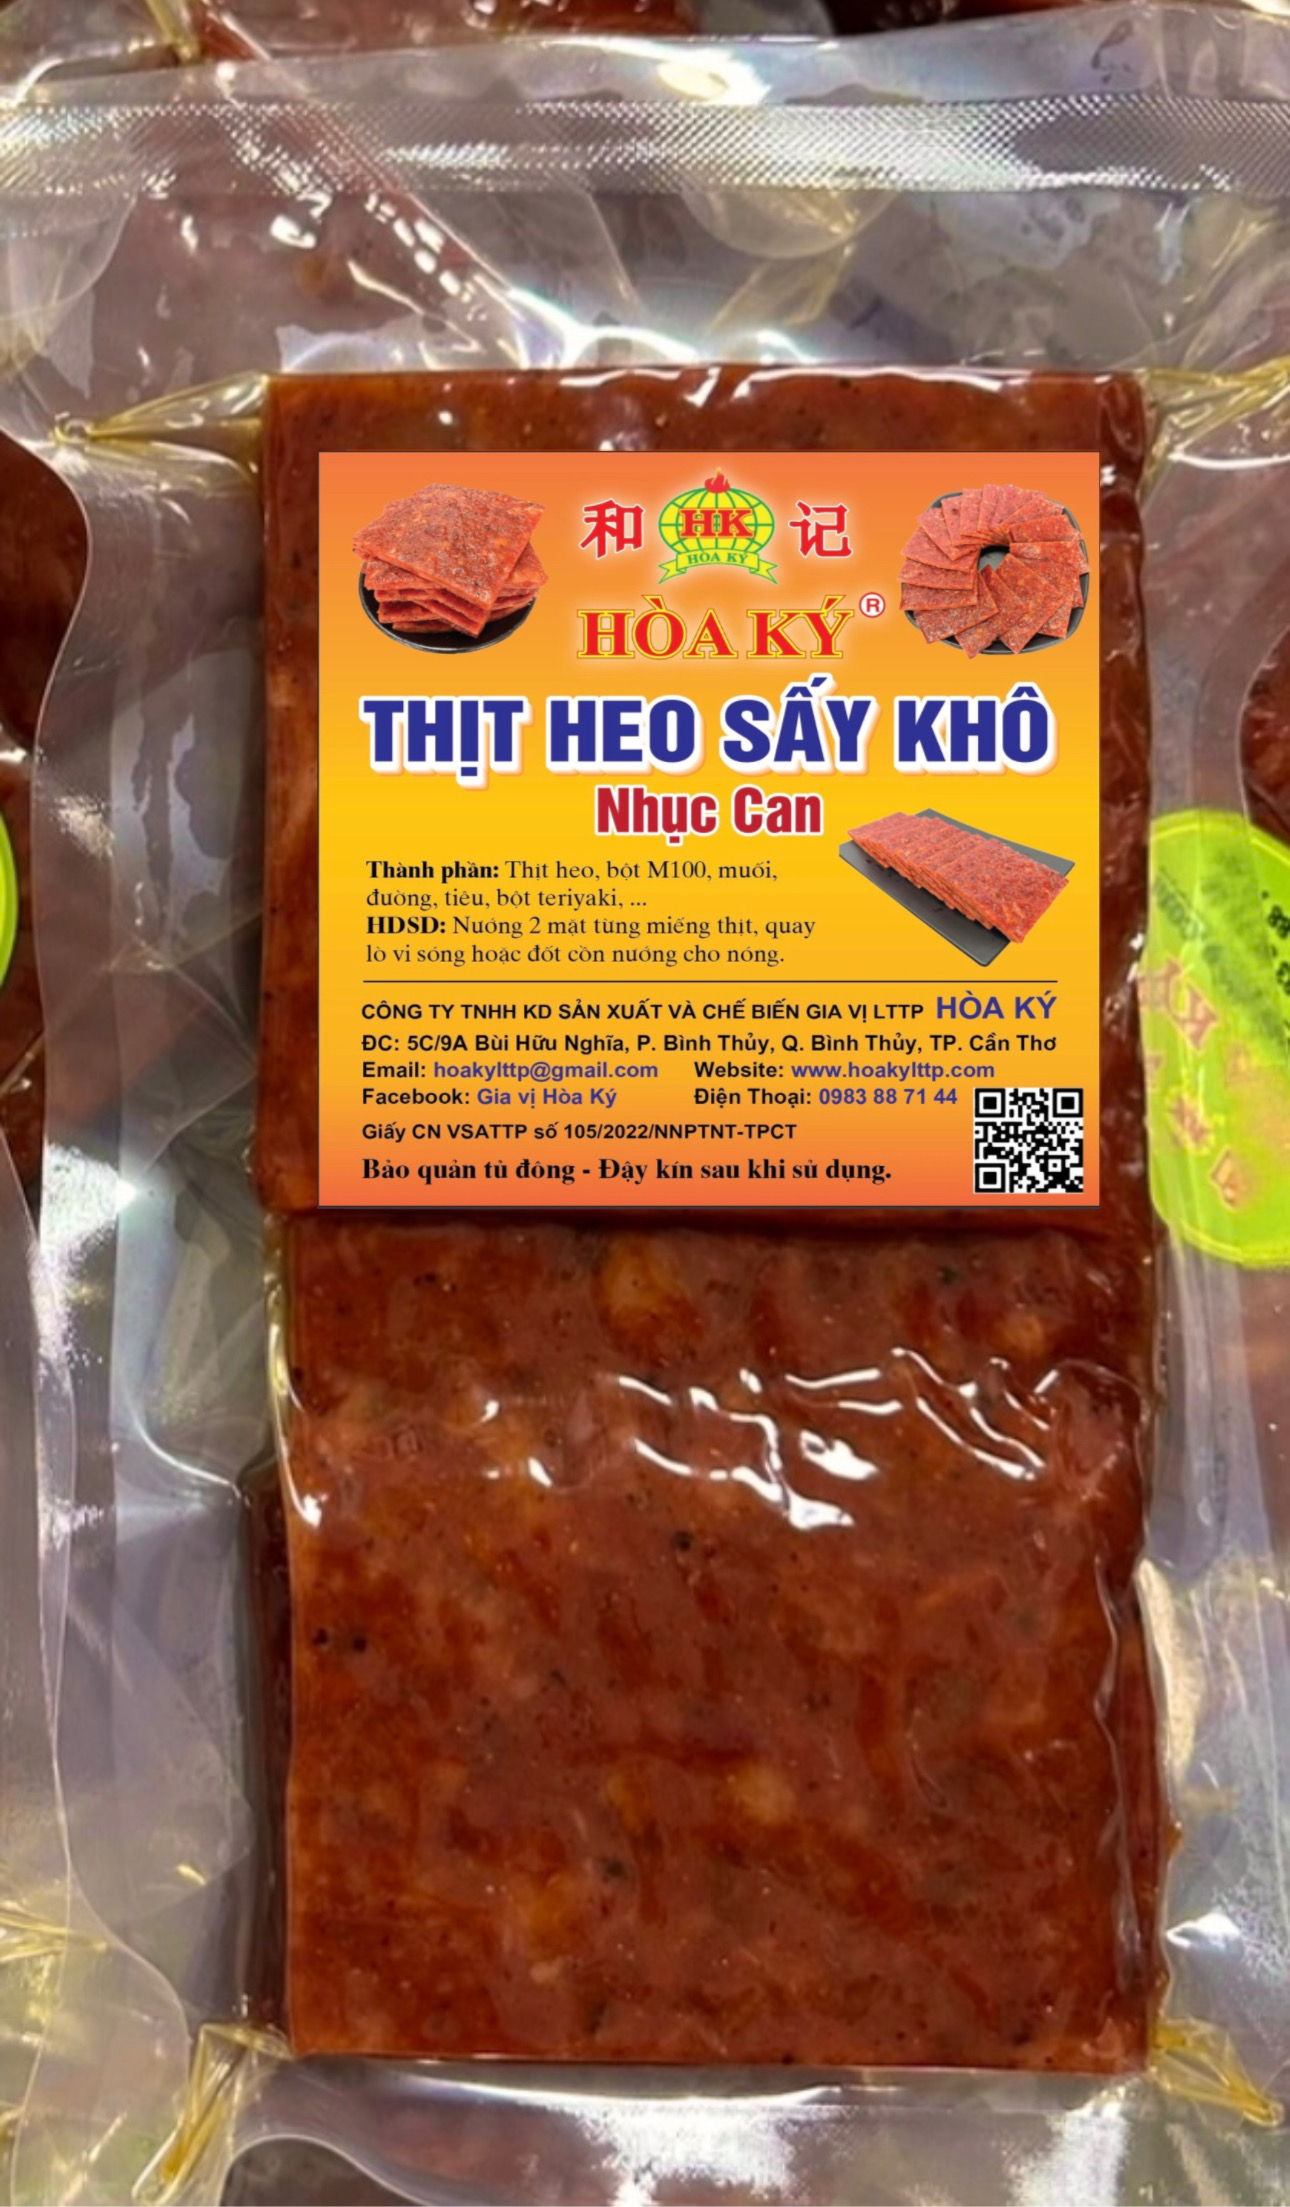 和 HK 记
HÒA KÝ
HÒA KÝ®
THỊT HEO SẤY KHÔ
Nhục Can
Thành phần: Thịt heo, bột M100, muối,
đường, tiêu, bột teriyaki, ...
HDSD: Nướng 2 mặt từng miếng thịt, quay
lò vi sóng hoặc đốt cồn nướng cho nóng.
CÔNG TY TNHH KD SẢN XUẤT VÀ CHẾ BIẾN GIA VỊ LTTP HÒA KÝ
ĐC: 5C/9A Bùi Hữu Nghĩa, P. Bình Thủy, Q. Bình Thủy, TP. Cần Thơ
Email: hoakylttp@gmail.com Website: www.hoakylttp.com
Facebook: Gia vị Hòa Ký Điện Thoại: 0983 88 71 44
Giấy CN VSATTP số 105/2022/NNPTNT-TPCT
Bảo quản tủ đông - Đậy kín sau khi sử dụng.